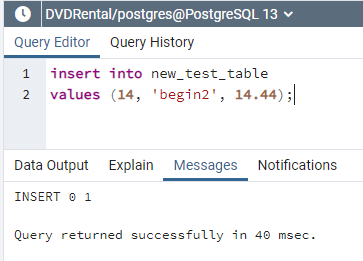 DVDRental/postgres@PostgreSQL 13
Query Editor Query History
1 insert into new_test_table
2 values (14, 'begin2', 14.44);
Data Output Explain Messages Notifications
INSERT 0 1
Query returned successfully in 40 msec.